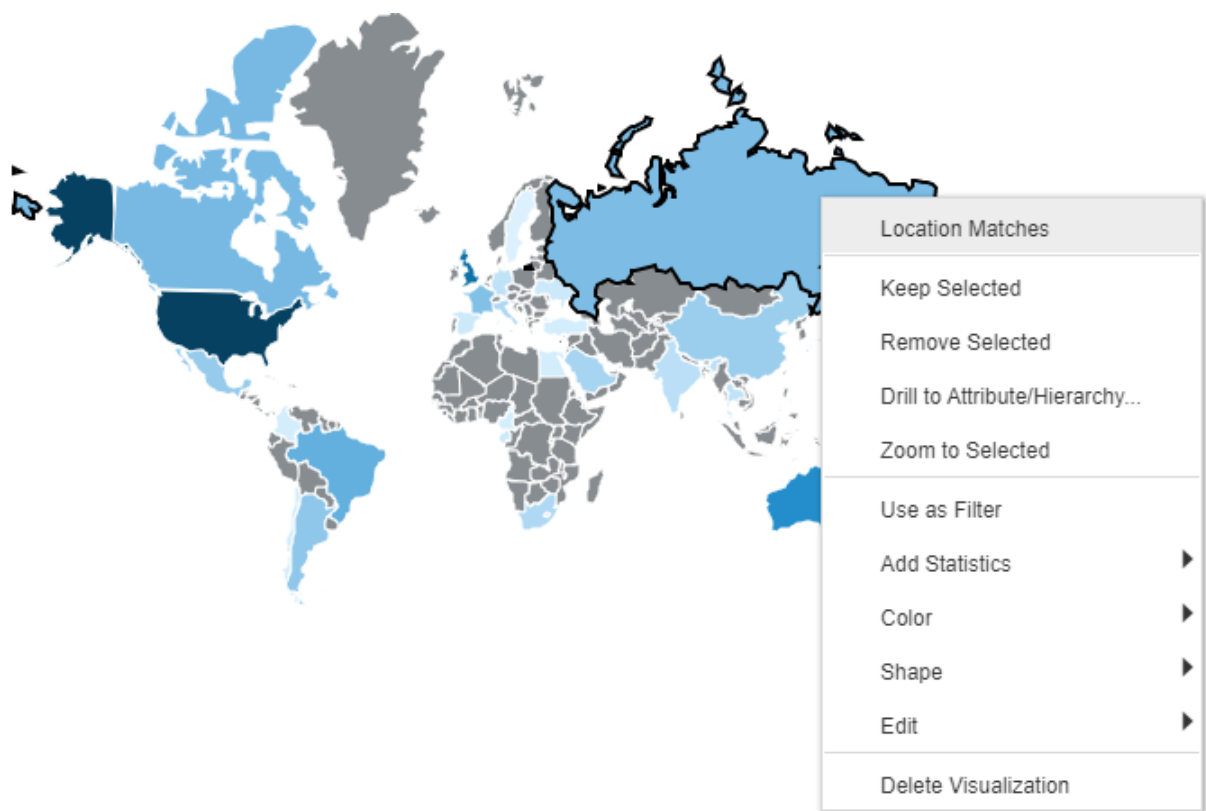 Location Matches
Keep Selected
Remove Selected
Drill to Attribute/Hierarchy...
Zoom to Selected
Use as Filter
Add Statistics
Color
Shape
Edit
Delete Visualization